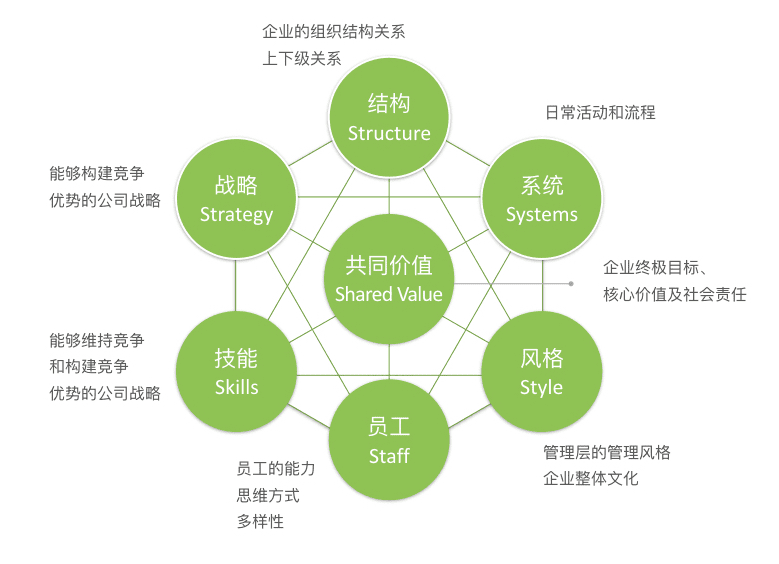 企业的组织结构关系
上下级关系
结构
Structure
日常活动和流程
能够构建竞争
优势的公司战略
战略
Strategy
系统
Systems
共同价值
Shared Value
企业终极目标、
核心价值及社会责任
能够维持竞争
和构建竞争
优势的公司战略
技能
Skills
风格
Style
员工
Staff
管理层的管理风格
企业整体文化
员工的能力
思维方式
多样性